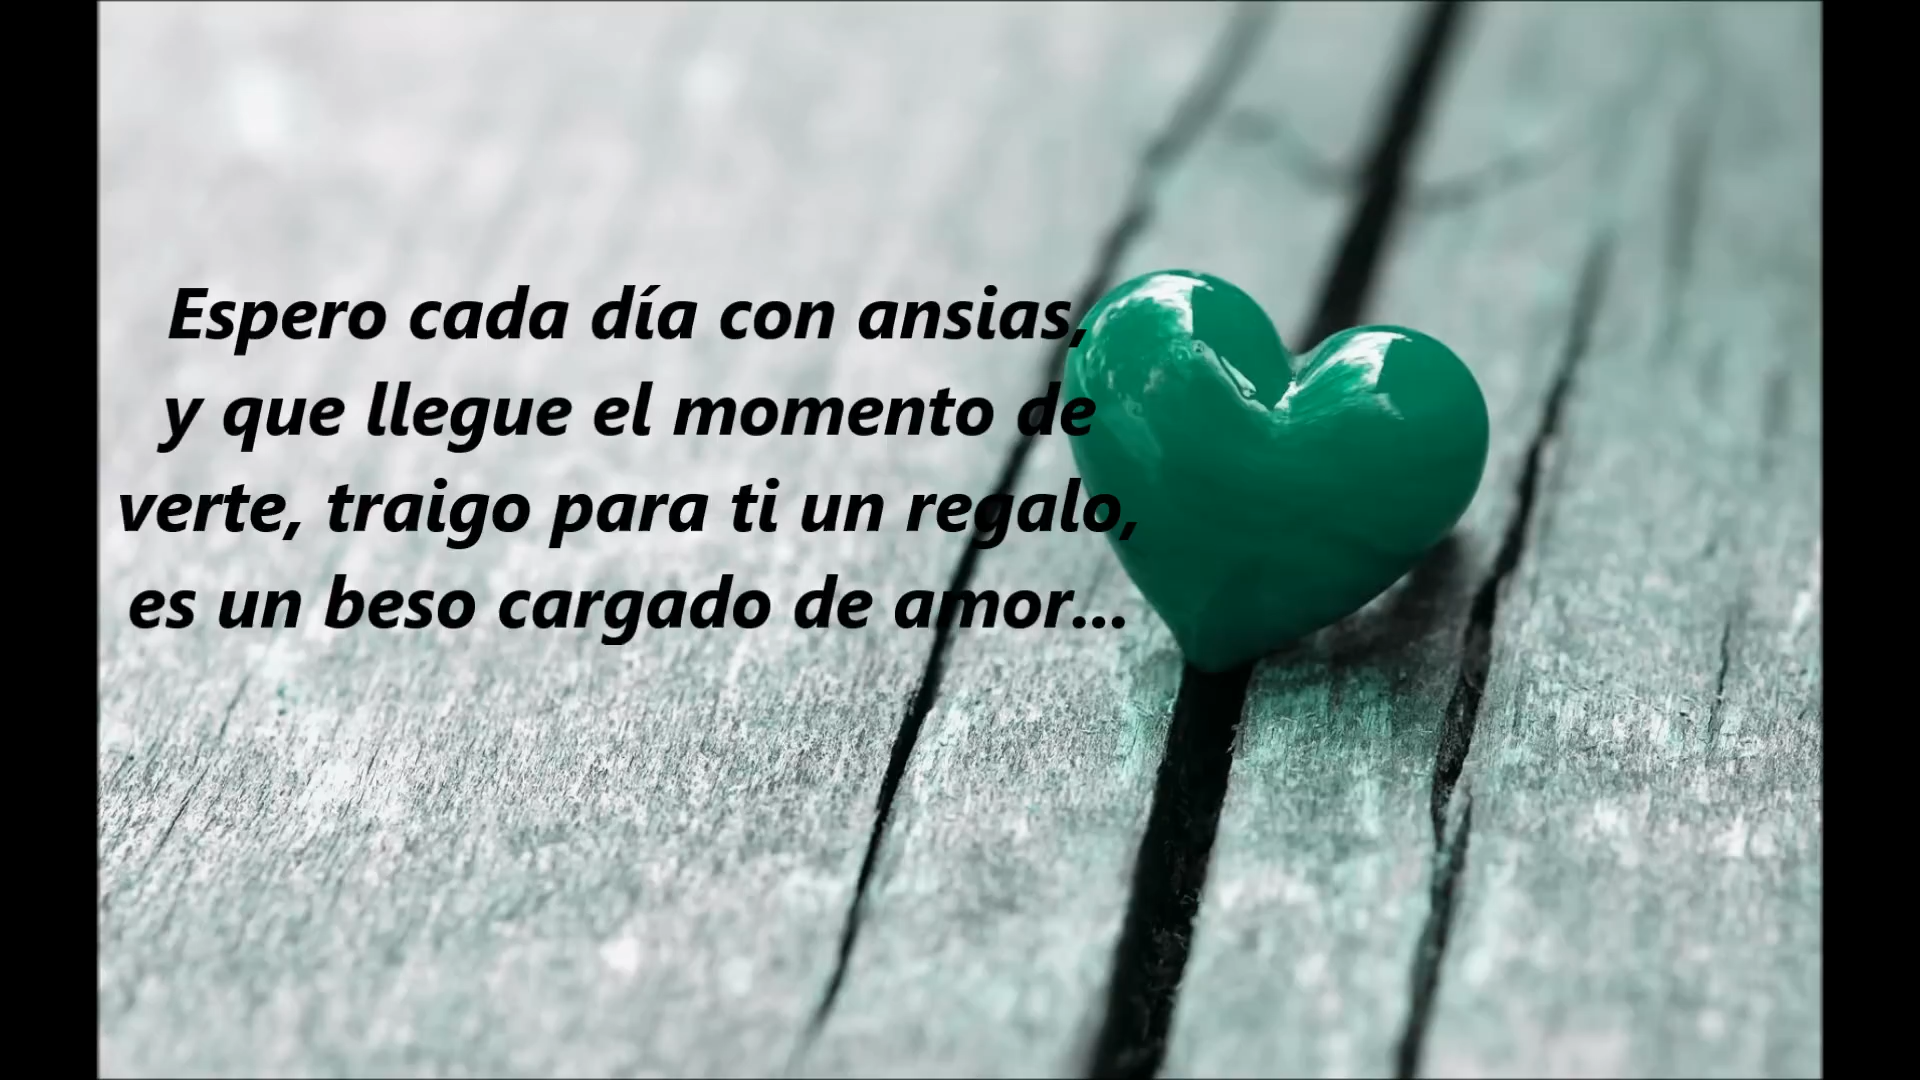 Espero cada día con ansias,
y que llegue el momento de
verte, traigo para ti un regalo,
es un beso cargado de amor...